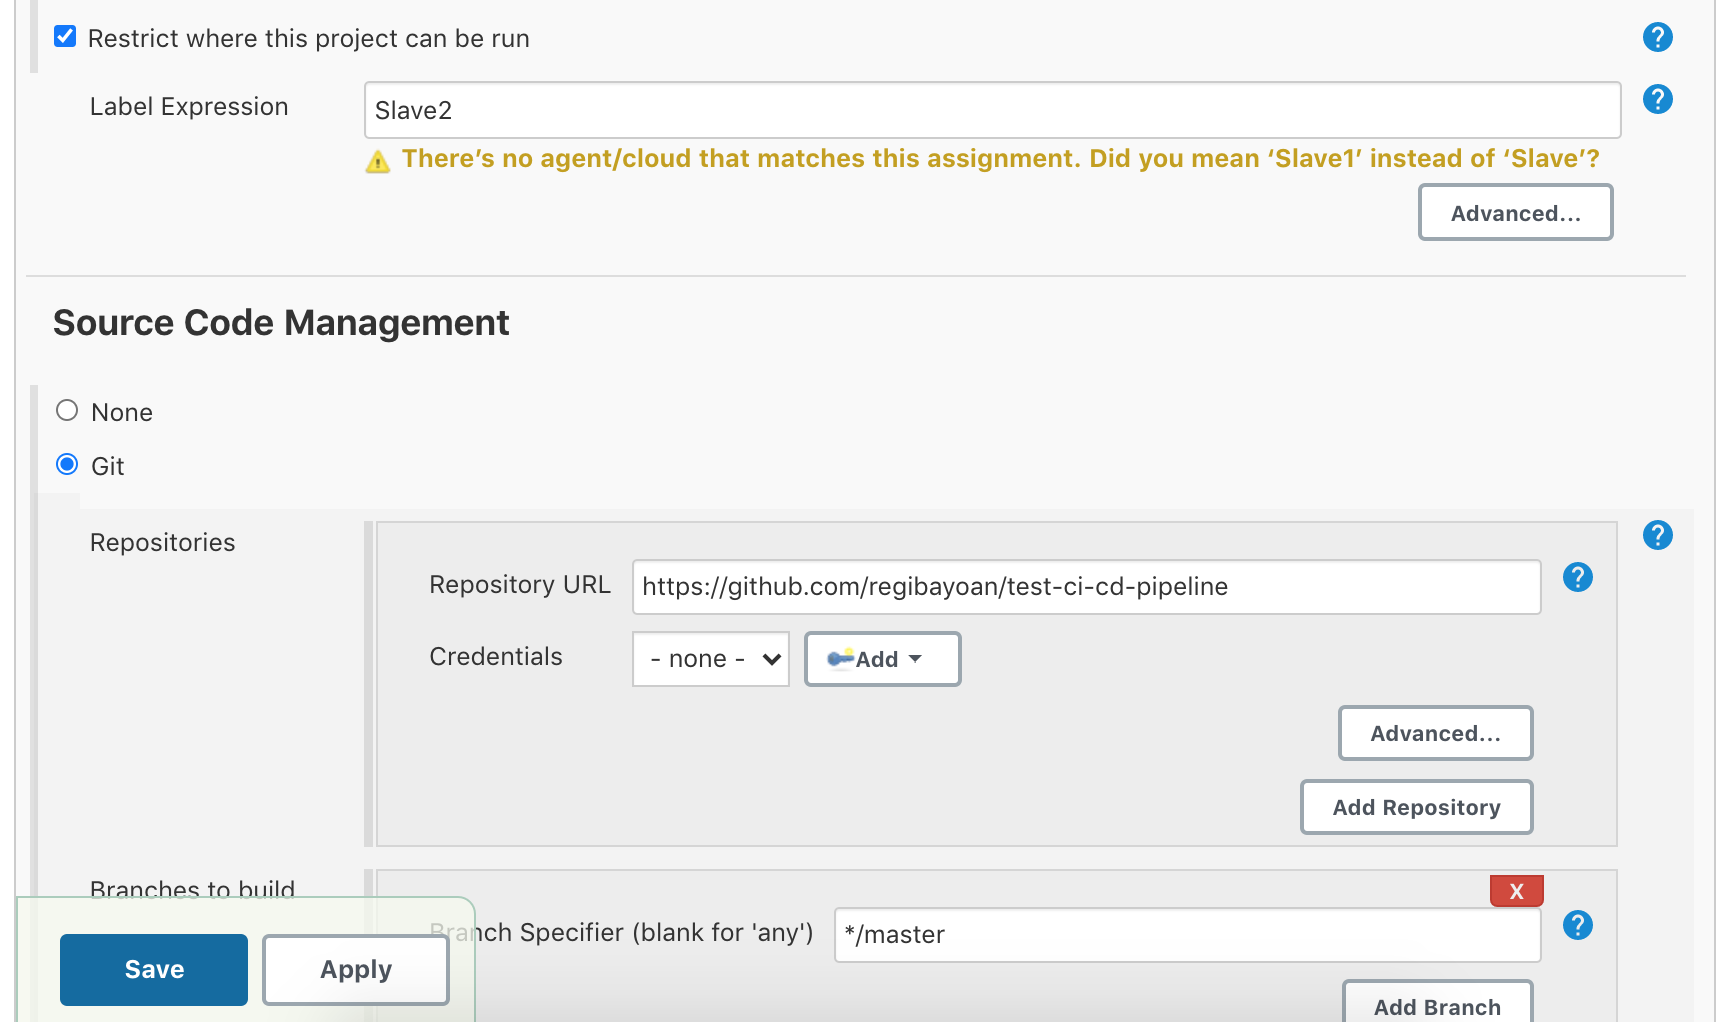 Restrict where this project can be run
?
Label Expression
Slave2
?
There’s no agent/cloud that matches this assignment. Did you mean ‘Slave1’ instead of ‘Slave’?
Advanced...
Source Code Management
None
Git
Repositories
?
Repository URL
https://github.com/regibayoan/test-ci-cd-pipeline
?
Credentials
- none -
Add
Advanced...
Add Repository
Branches to build
X
Branch Specifier (blank for 'any')
*/master
?
Save
Apply
Add Branch